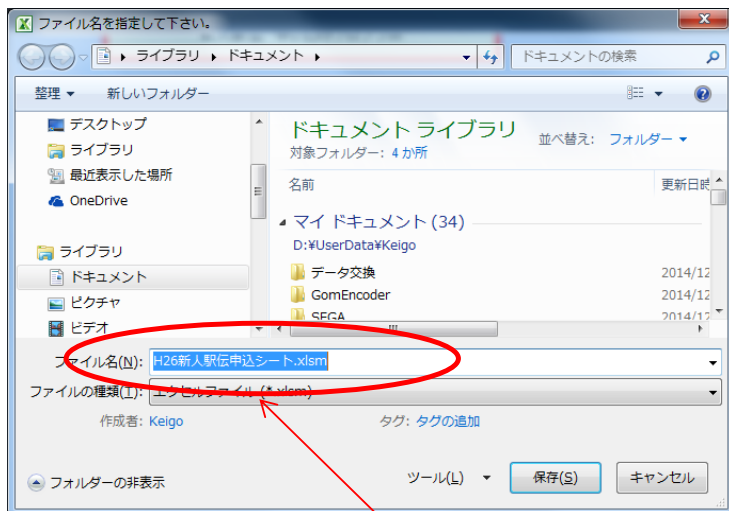 ファイル名を指定して下さい。
ライブラリ ▸ ドキュメント ▸
ドキュメントの検索
整理 ▼ 新しいフォルダー
デスクトップ
ライブラリ
最近表示した場所
OneDrive
ライブラリ
ドキュメント
ピクチャ
ビデオ
ドキュメント ライブラリ
対象フォルダー: 4 か所
並べ替え: フォルダー ▼
名前 更新日時
マイ ドキュメント (34)
D:¥UserData¥Keigo
データ交換 2014/12
GomEncoder 2014/12
SEGA 2014/12
ファイル名(N): H26新人駅伝申込シート.xlsm
ファイルの種類(T): エクセルファイル (*.xlsm)
作成者: Keigo タグ: タグの追加
フォルダーの非表示 ツール(L) ▼ 保存(S) キャンセル